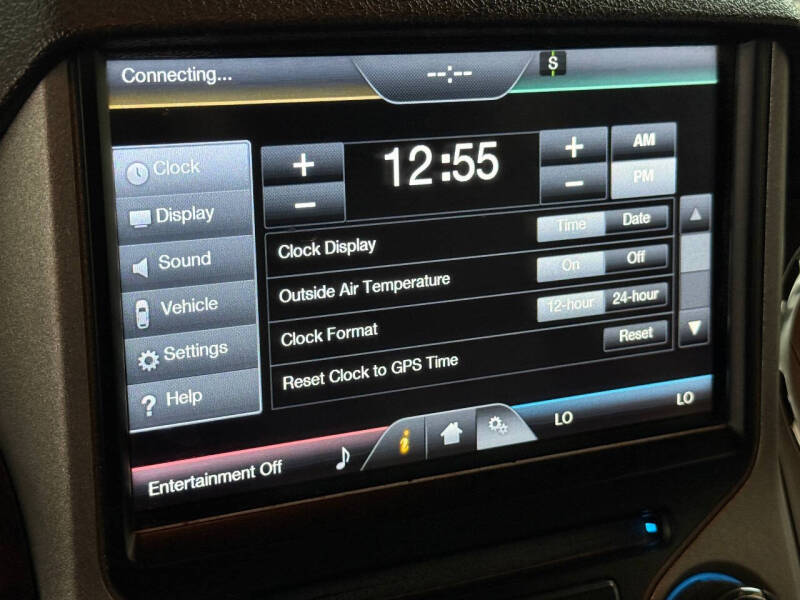 Connecting... --:-- S
Clock + 12:55 + AM
− − PM
Display
Clock Display Time Date
Sound
Outside Air Temperature On Off
Vehicle
Clock Format 12-hour 24-hour
Settings
Reset Clock to GPS Time Reset
? Help
Entertainment Off i LO LO